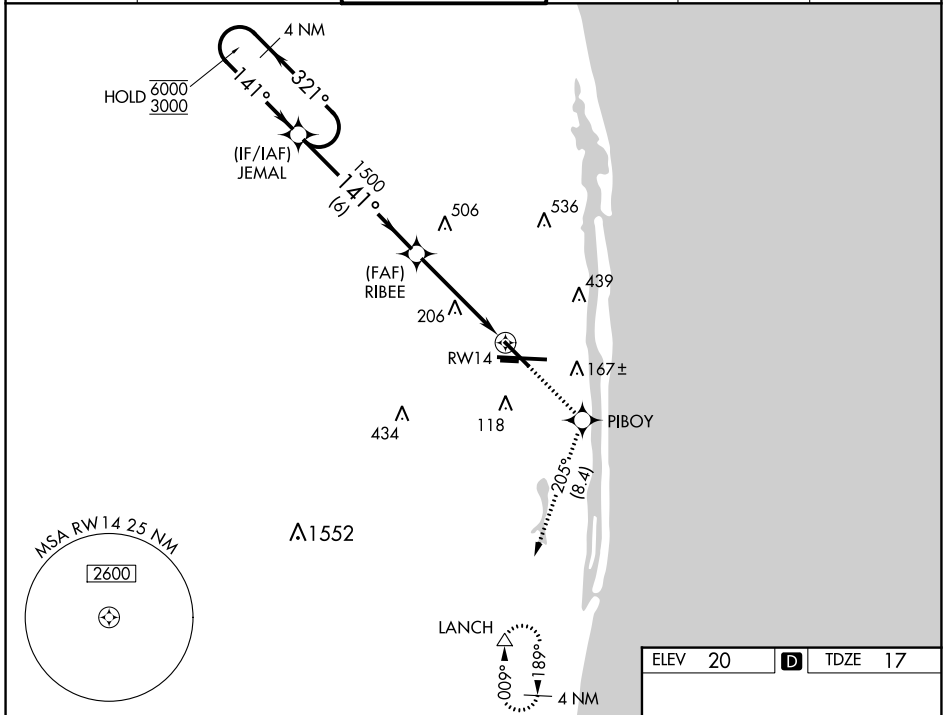 4 NM
HOLD 6000
3000
141°
321°
(IF/IAF)
JEMAL
1500
141°
(6)
506
536
(FAF)
RIBEE
439
206
RW14
167±
434
118
PIBOY
205°
(8.4)
1552
MSA RW14 25 NM
2600
LANCH
009°
189°
4 NM
ELEV 20 D TDZE 17